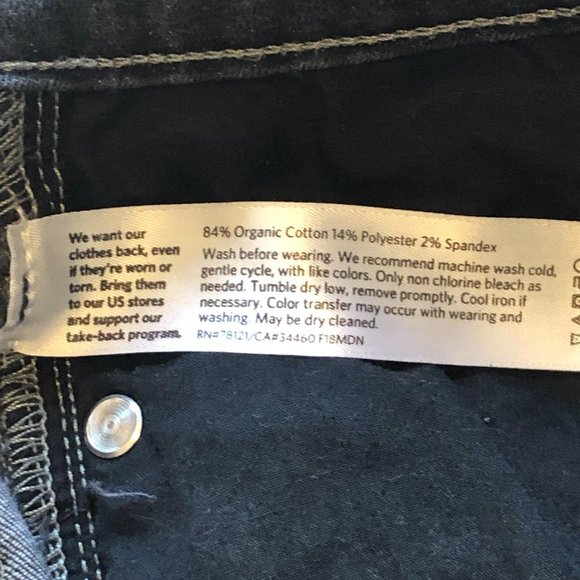 We want our
clothes back, even
if they're worn or
torn. Bring them
to our US stores
and support our
take-back program.
84% Organic Cotton 14% Polyester 2% Spandex
Wash before wearing. We recommend machine wash cold,
gentle cycle, with like colors. Only non chlorine bleach as
needed. Tumble dry low, remove promptly. Cool iron if
necessary. Color transfer may occur with wearing and
washing. May be dry cleaned.
RN#78121/CA#34460 F18MDN